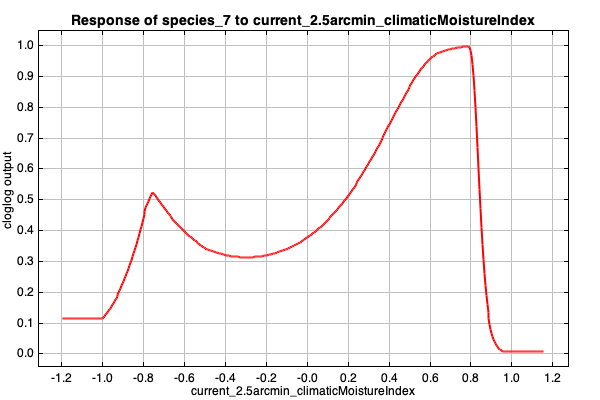 Response of species_7 to current_2.5arcmin_climaticMoistureIndex
cloglog output
1.0
0.9
0.8
0.7
0.6
0.5
0.4
0.3
0.2
0.1
0.0
-1.2 -1.0 -0.8 -0.6 -0.4 -0.2 -0.0 0.2 0.4 0.6 0.8 1.0 1.2
current_2.5arcmin_climaticMoistureIndex